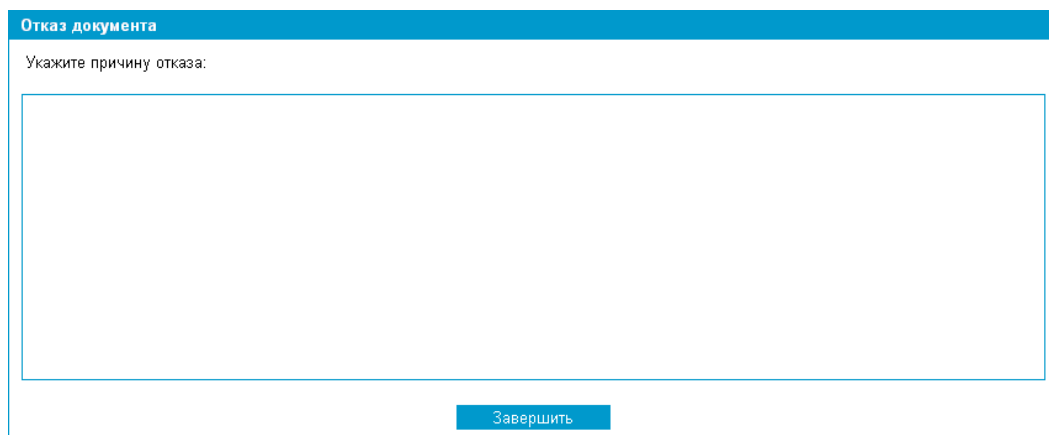 Отказ документа
Укажите причину отказа:
Завершить